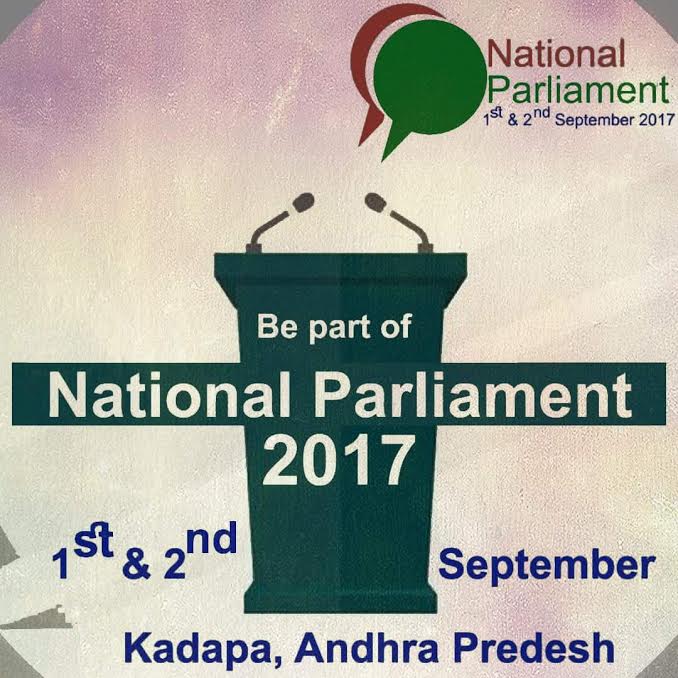 National
Parliament
1st & 2nd September 2017
Be part of
National Parliament
2017
1st & 2nd September
Kadapa, Andhra Predesh